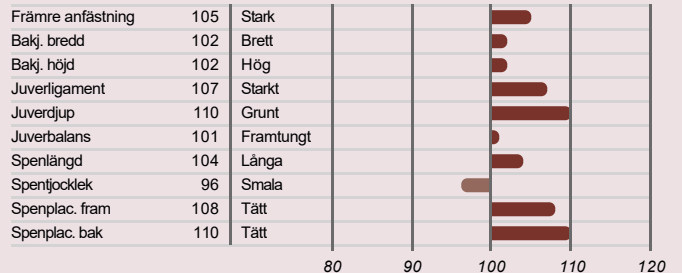 Främre anfästning 105 Stark
Bakj. bredd 102 Brett
Bakj. höjd 102 Hög
Juverligament 107 Starkt
Juverdjup 110 Grunt
Juverbalans 101 Framtungt
Spenlängd 104 Långa
Spentjocklek 96 Smala
Spenplac. fram 108 Tätt
Spenplac. bak 110 Tätt
80 90 100 110 120